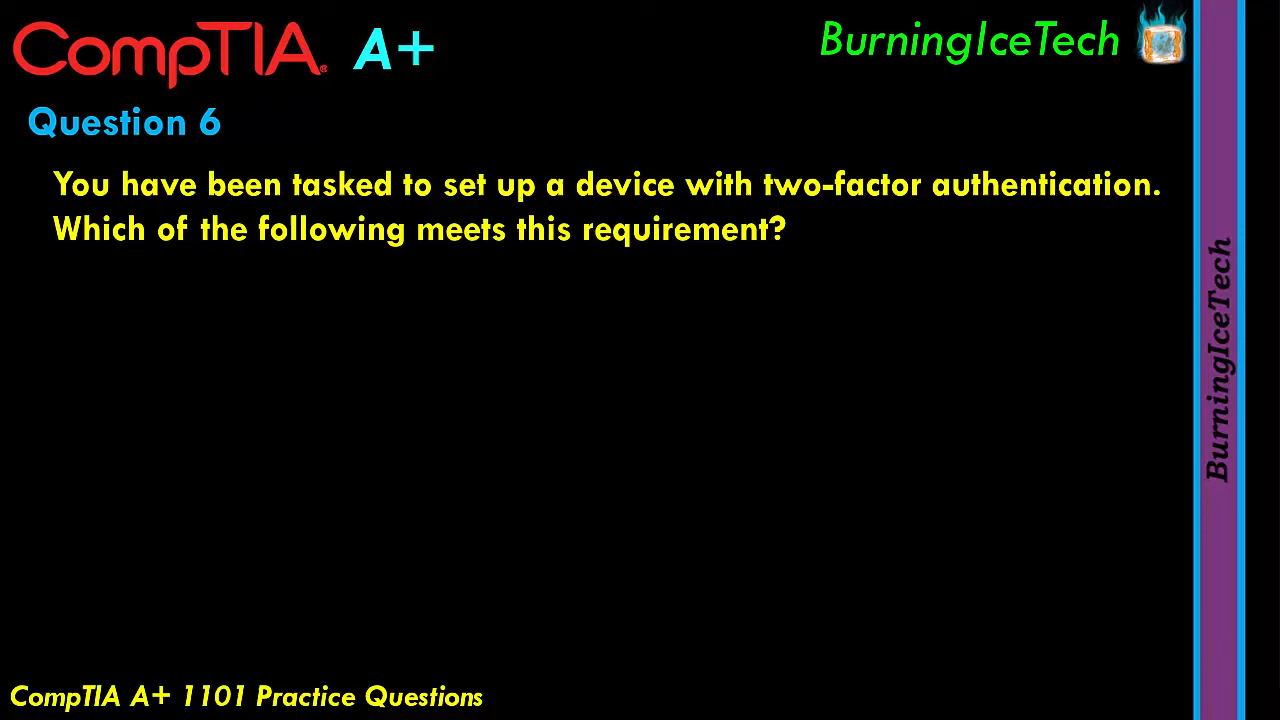 CompTIA® A+
BurningIceTech
Question 6
You have been tasked to set up a device with two-factor authentication.
Which of the following meets this requirement?
BurningIceTech
CompTIA A+ 1101 Practice Questions